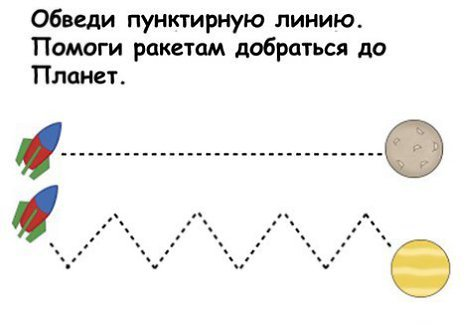 Обведи пунктирную линию.
Помоги ракетам добраться до
Планет.